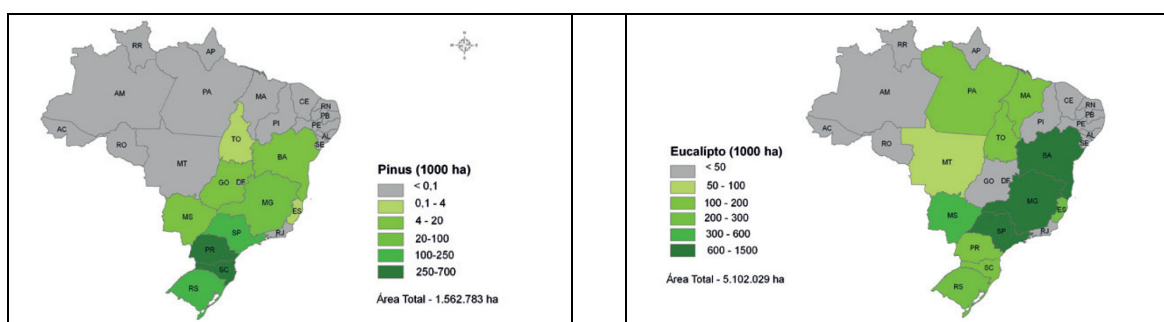 RR
AP
AM
PA
MA
CE
RN
PB
PE
AL
SE
PI
AC
RO
TO
BA
MT
GO
DF
MG
ES
MS
SP
RJ
PR
SC
RS
Pinus (1000 ha)
< 0,1
0,1 - 4
4 - 20
20-100
100-250
250-700
Área Total - 1.562.783 ha
RR
AP
AM
PA
MA
CE
RN
PB
PE
AL
SE
PI
AC
RO
TO
BA
MT
GO
DF
MG
ES
MS
SP
RJ
PR
SC
RS
Eucalípto (1000 ha)
< 50
50 - 100
100 - 200
200 - 300
300 - 600
600 - 1500
Área Total - 5.102.029 ha